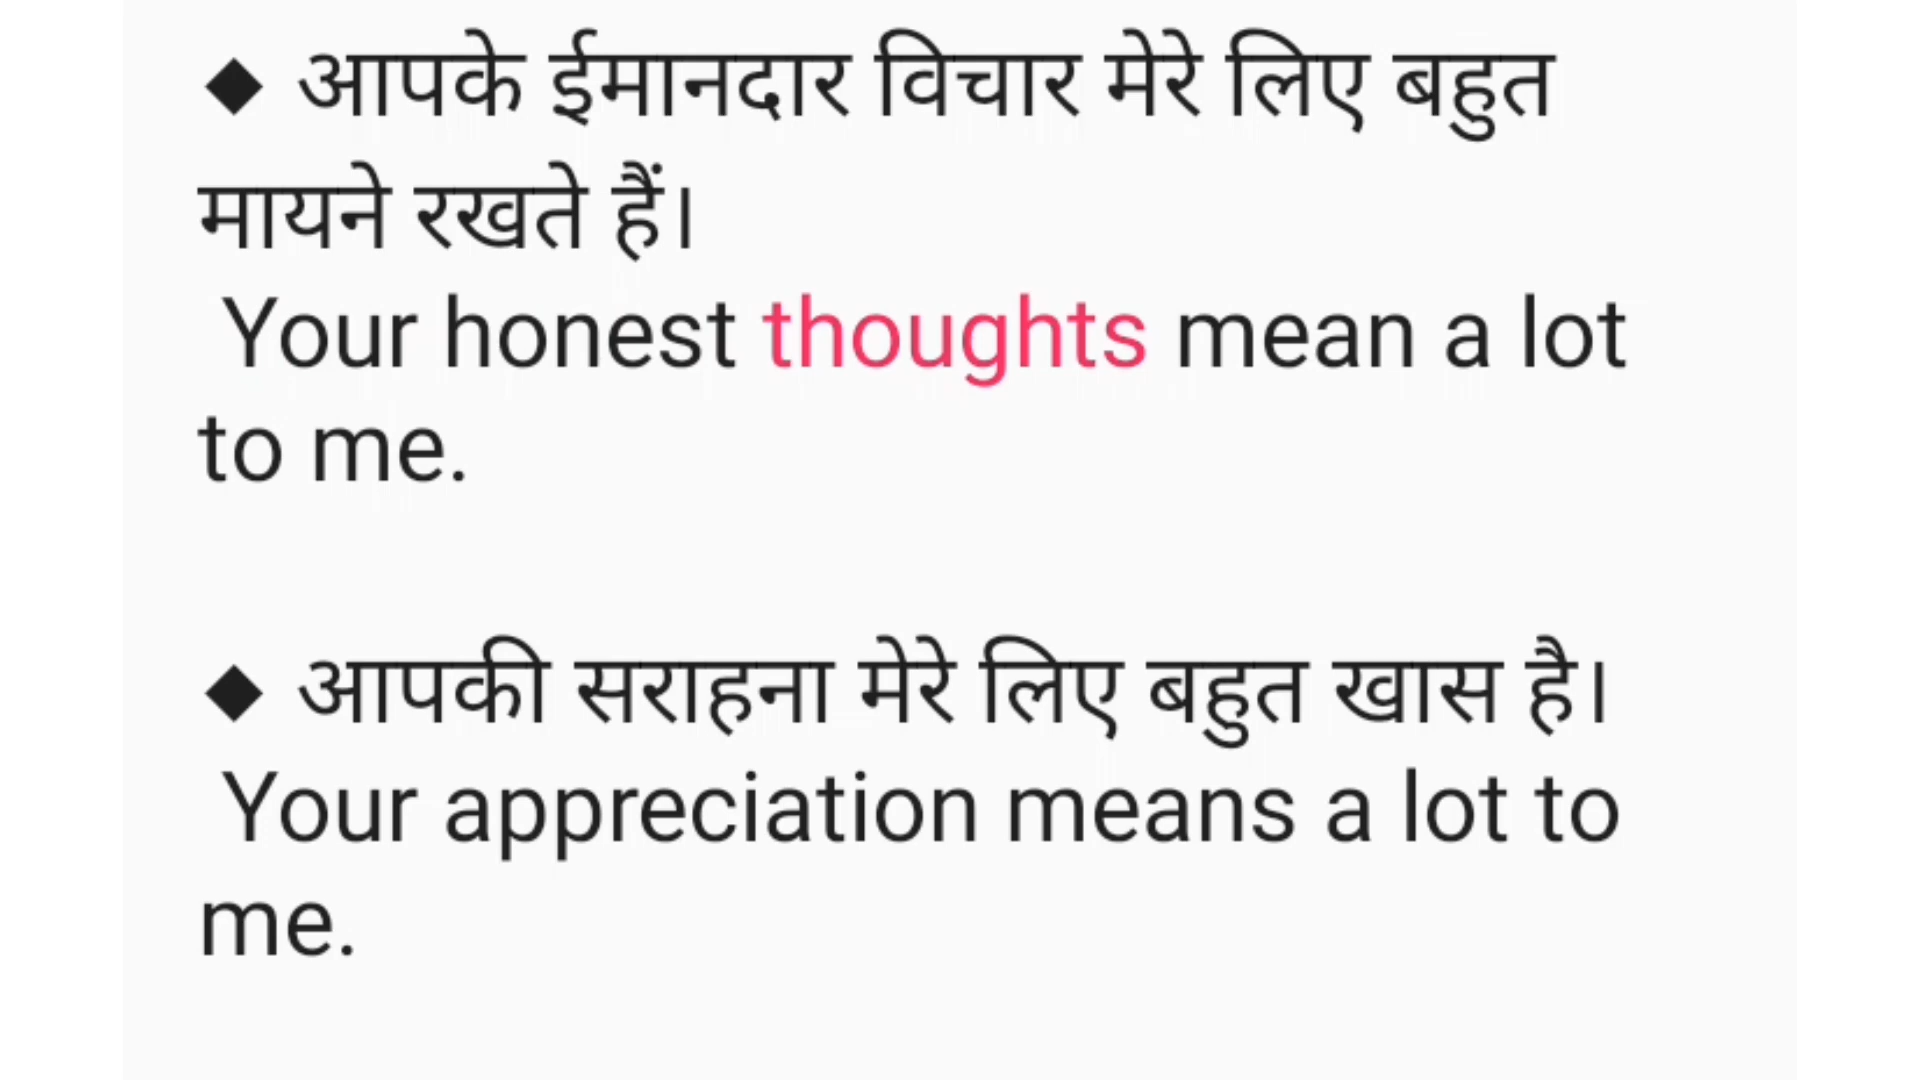 ◆ आपके ईमानदार विचार मेरे लिए बहुत
मायने रखते हैं।
Your honest thoughts mean a lot
to me.
◆ आपकी सराहना मेरे लिए बहुत खास है।
Your appreciation means a lot to
me.